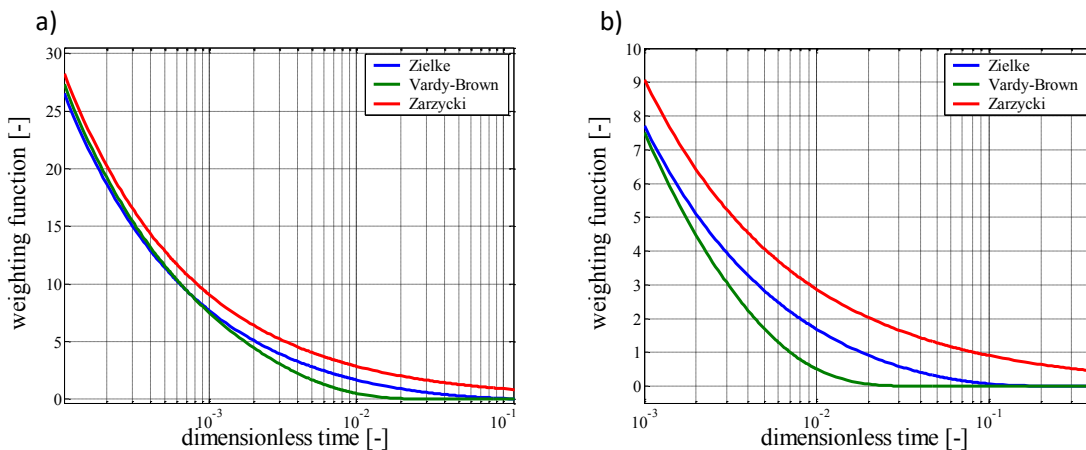 a)
30
25
20
15
10
5
0
weighting function [-]
Zielke
Vardy-Brown
Zarzycki
10⁻³
10⁻²
10⁻¹
dimensionless time [-]
b)
10
9
8
7
6
5
4
3
2
1
0
weighting function [-]
Zielke
Vardy-Brown
Zarzycki
10⁻³
10⁻²
10⁻¹
dimensionless time [-]